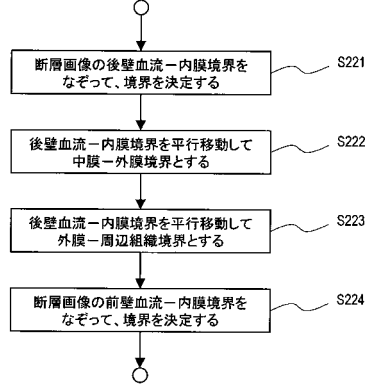 断層画像の後壁血流－内膜境界を
なぞって、境界を決定する
S221
後壁血流－内膜境界を平行移動して
中膜－外膜境界とする
S222
後壁血流－内膜境界を平行移動して
外膜－周辺組織境界とする
S223
断層画像の前壁血流－内膜境界を
なぞって、境界を決定する
S224